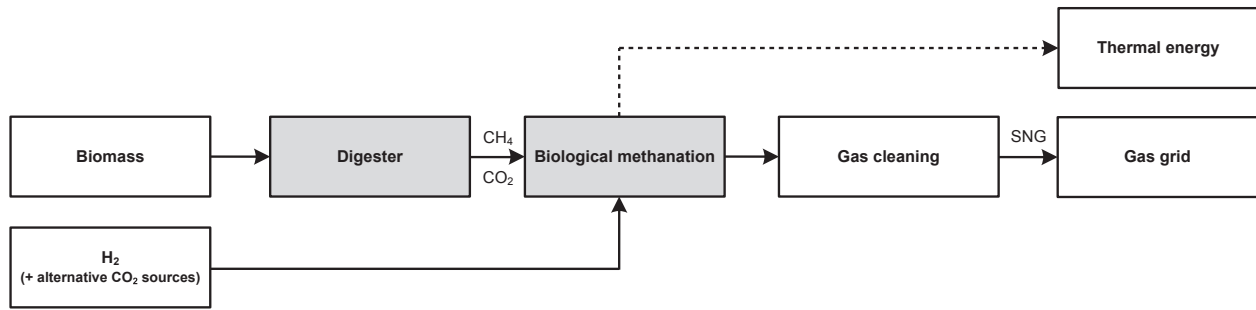 Thermal energy
Biomass
Digester
CH₄
CO₂
Biological methanation
Gas cleaning
SNG
Gas grid
H₂
(+ alternative CO₂ sources)